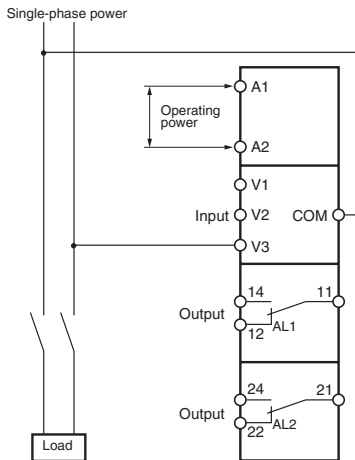 Single-phase power
A1
Operating
power
A2
V1
Input V2 COM
V3
14 11
Output
12 AL1
24 21
Output
22 AL2
Load